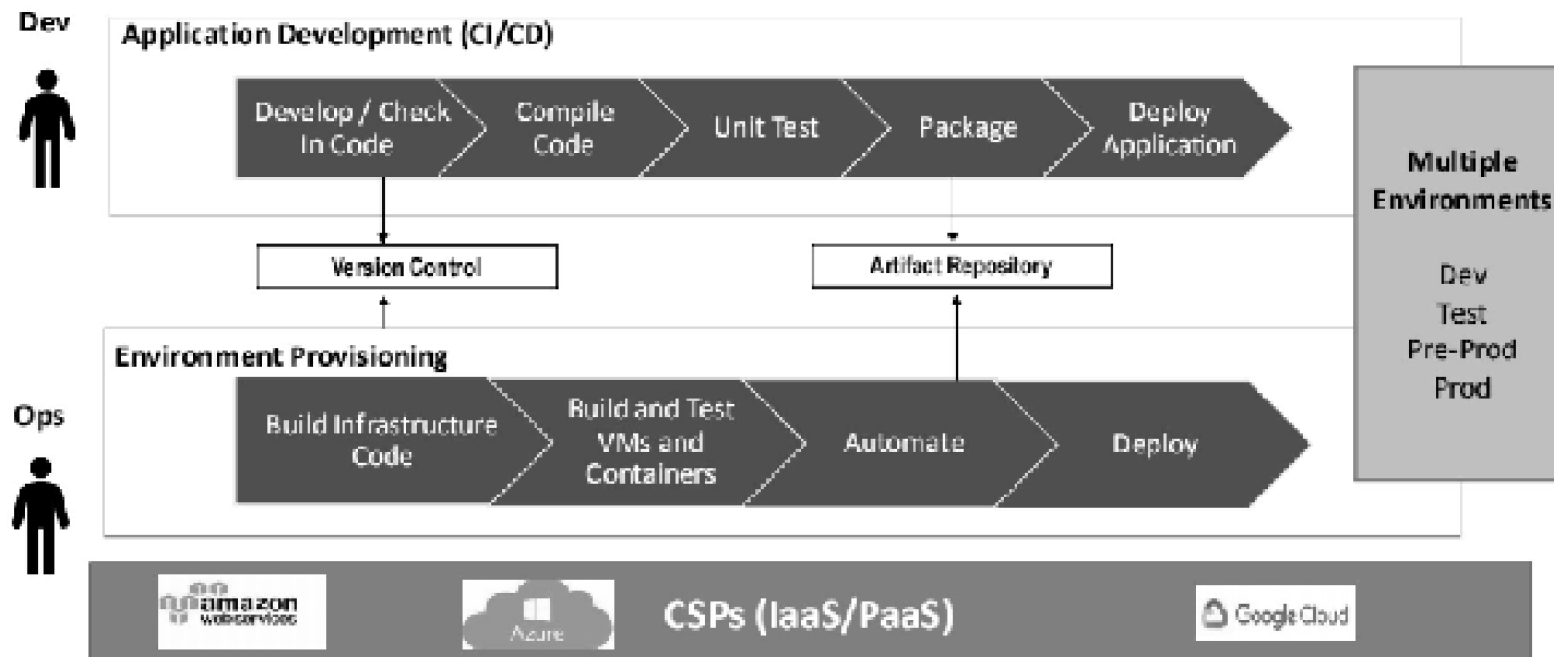 Dev
Application Development (CI/CD)
Develop / Check
In Code
Compile
Code
Unit Test
Package
Deploy
Application
Multiple
Environments
Dev
Test
Pre-Prod
Prod
Version Control
Artifact Repository
Environment Provisioning
Ops
Build Infrastructure
Code
Build and Test
VMs and
Containers
Automate
Deploy
amazon
webservices
Azure
CSPs (IaaS/PaaS)
Google Cloud